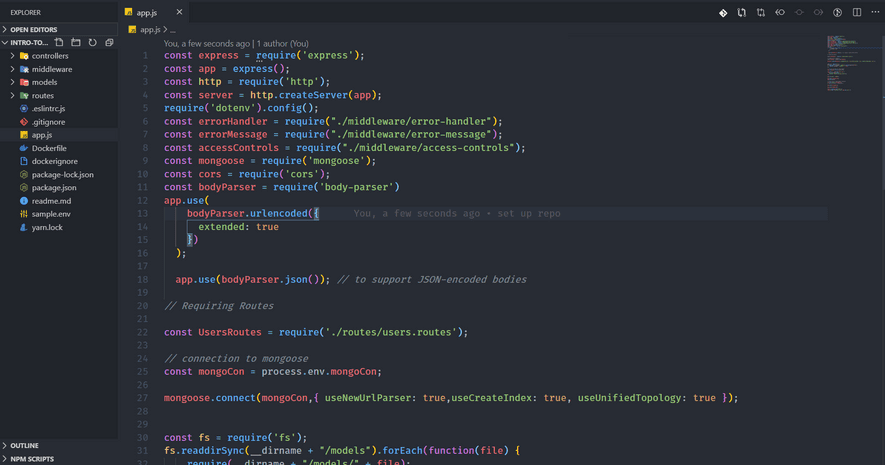 EXPLORER
app.js
OPEN EDITORS
app.js > ...
INTRO-TO...
You, a few seconds ago | 1 author (You)
controllers
middleware
models
routes
.eslintrc.js
.gitignore
app.js
Dockerfile
dockerignore
package-lock.json
package.json
readme.md
sample.env
yarn.lock
OUTLINE
NPM SCRIPTS
1 const express = require('express');
2 const app = express();
3 const http = require('http');
4 const server = http.createServer(app);
5 require('dotenv').config();
6 const errorHandler = require("./middleware/error-handler");
7 const errorMessage = require("./middleware/error-message");
8 const accessControls = require("./middleware/access-controls");
9 const mongoose = require('mongoose');
10 const cors = require('cors');
11 const bodyParser = require('body-parser')
12 app.use(
13 bodyParser.urlencoded({ You, a few seconds ago • set up repo
14 extended: true
15 })
16 );
17
18 app.use(bodyParser.json()); // to support JSON-encoded bodies
19
20 // Requiring Routes
21
22 const UsersRoutes = require('./routes/users.routes');
23
24 // connection to mongoose
25 const mongoCon = process.env.mongoCon;
26
27 mongoose.connect(mongoCon,{ useNewUrlParser: true,useCreateIndex: true, useUnifiedTopology: true });
28
29
30 const fs = require('fs');
31 fs.readdirSync(__dirname + "/models").forEach(function(file) {
32 require(__dirname + "/models/" + file);